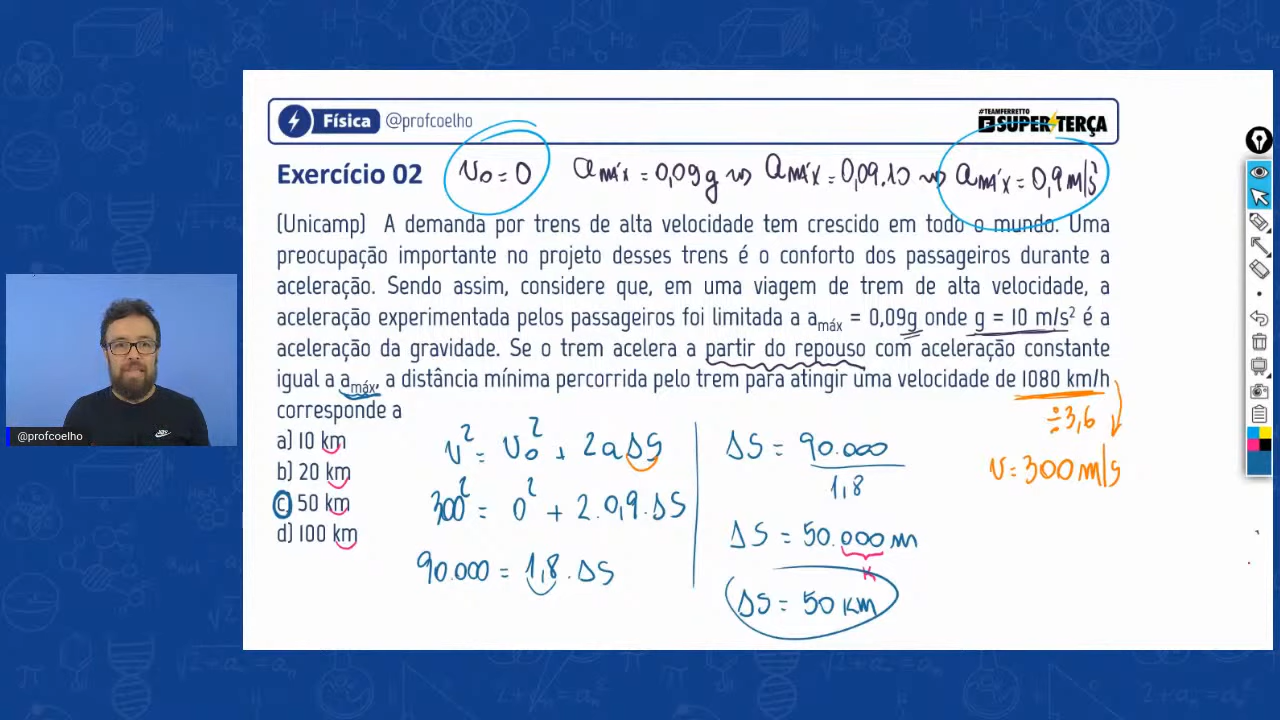 Física @profcoelho
#TEAMFERRETTO
SUPER TERÇA
Exercício 02
v₀ = 0 a máx = 0,09g ⇝ a máx = 0,09.10 ⇝ a máx = 0,9 m/s²
(Unicamp) A demanda por trens de alta velocidade tem crescido em todo o mundo. Uma
preocupação importante no projeto desses trens é o conforto dos passageiros durante a
aceleração. Sendo assim, considere que, em uma viagem de trem de alta velocidade, a
aceleração experimentada pelos passageiros foi limitada a amáx = 0,09g onde g = 10 m/s² é a
aceleração da gravidade. Se o trem acelera a partir do repouso com aceleração constante
igual a amáx, a distância mínima percorrida pelo trem para atingir uma velocidade de 1080 km/h
corresponde a
a) 10 km
b) 20 km
c) 50 km
d) 100 km
v² = v₀² + 2aΔS
300² = 0² + 2.0,9.ΔS
90.000 = 1,8.ΔS
ΔS = 90.000
1,8
ΔS = 50.000 m
K
ΔS = 50 Km
÷3,6
v = 300 m/s
@profcoelho